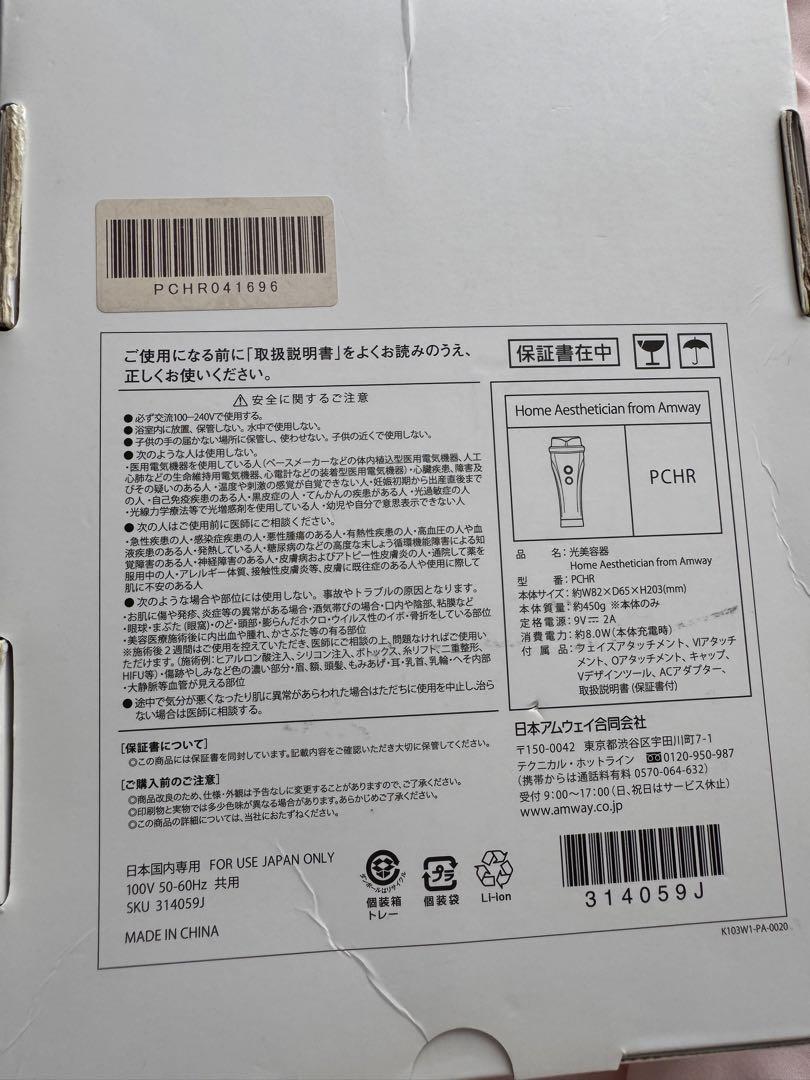 PCHR041696
ご使用になる前に「取扱説明書」をよくお読みのうえ、
正しくお使いください。
保証書在中
安全に関するご注意
●必ず交流100ー240Vで使用する。
●浴室内に放置、保管しない。水中で使用しない。
●子供の手の届かない場所に保管し、使わせない。子供の近くで使用しない。
●次のような人は使用しない。
・医用電気機器を使用している人（ペースメーカーなどの体内植込型医用電気機器、人工
心肺などの生命維持用電気機器、心電計などの装着型医用電気機器）・心臓疾患、障害及
びその疑いのある人・温度や刺激の感覚が自覚できない人・妊娠初期から出産直後まで
の人・自己免疫疾患のある人・黒皮症の人・てんかんの疾患がある人・光過敏症の人
・光線力学療法等で光増感剤を使用している人・幼児や自分で意思表示できない人
●次の人はご使用前に医師にご相談ください。
・急性疾患の人・感染症疾患の人・悪性腫瘍のある人・有熱性疾患の人・高血圧の人や血
液疾患のある人・発熱している人・糖尿病のなどの高度な末しょう循環機能障害による知
覚障害のある人・神経障害のある人・皮膚病およびアトピー性皮膚炎の人・通院して薬を
服用中の人・アレルギー体質、接触性皮膚炎等、皮膚に既往症のある人や使用に際して
肌に不安のある人
●次のような場合や部位には使用しない。事故やトラブルの原因となります。
・お肌に傷や発疹、炎症等の異常がある場合・酒気帯びの場合・口内や陰部、粘膜など
・眼球・まぶた（眼窩）・のど・頭部・膨らんだホクロ・ウイルス性のイボ・骨折をしている部位
・美容医療施術後に内出血や腫れ、かさぶた等の有る部位
※施術後2週間はご使用を控えていただき、医師にご相談の上、問題なければご使用い
ただけます。（施術例：ヒアルロン酸注入、シリコン注入、ボトックス、糸リフト、二重整形、
HIFU等）・傷跡やしみなど色の濃い部分・眉、額、頭髪、もみあげ・耳・乳首、乳輪・へそ内部
・大静脈等血管が見える部位
●途中で気分が悪くなったり肌に異常があらわれた場合はただちに使用を中止し、治ら
ない場合は医師に相談する。
[保証書について]
◎この商品には保証書を同封しています。記載内容をご確認いただき大切に保管してください。
[ご購入前のご注意]
◎商品改良のため、仕様・外観は予告なしに変更することがありますので、ご了承ください。
◎印刷物と実物では多少色味が異なる場合があります。あらかじめご了承ください。
◎この商品の詳細については、当社におたずねください。
日本国内専用 FOR USE JAPAN ONLY
100V 50-60Hz 共用
SKU 314059J
MADE IN CHINA
Home Aesthetician from Amway
PCHR
品 名：光美容器
Home Aesthetician from Amway
型 番：PCHR
本体サイズ：約W82×D65×H203(mm)
本体質量：約450g ※本体のみ
定格電源：9V⎓2A
消費電力：約8.0W（本体充電時）
付属品：フェイスアタッチメント、VIアタッチ
メント、Oアタッチメント、キャップ、
Vデザインツール、ACアダプター、
取扱説明書（保証書付）
日本アムウェイ合同会社
〒150-0042 東京都渋谷区宇田川町7-1
テクニカル・ホットライン 0120-950-987
（携帯からは通話料有料 0570-064-632）
受付 9:00〜17:00（日、祝日はサービス休止）
www.amway.co.jp
ダンボールはリサイクル
個装箱
トレー
プラ
個装袋
Li-ion
314059J
K103W1-PA-0020